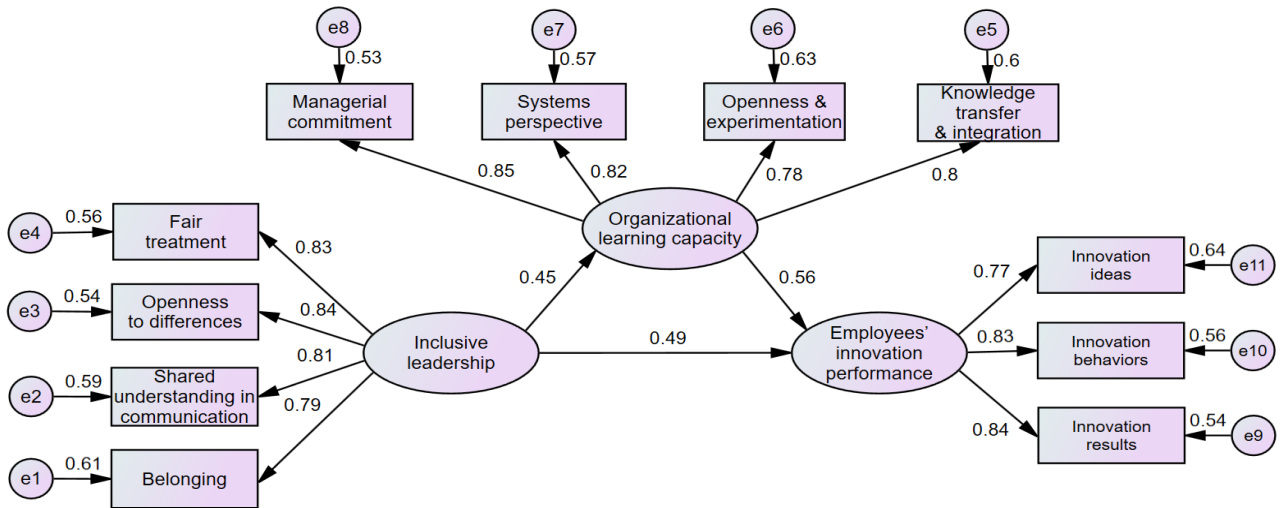 e8
e7
e6
e5
0.53
0.57
0.63
0.6
Managerial
commitment
Systems
perspective
Openness &
experimentation
Knowledge
transfer
& integration
0.85
0.82
0.78
0.8
e4
0.56
Fair
treatment
0.83
Organizational
learning capacity
e3
0.54
Openness
to differences
0.84
0.45
0.56
0.77
Innovation
ideas
0.64
e11
e2
0.59
Shared
understanding in
communication
0.81
Inclusive
leadership
0.49
Employees’
innovation
performance
0.83
Innovation
behaviors
0.56
e10
e1
0.61
Belonging
0.79
0.84
Innovation
results
0.54
e9